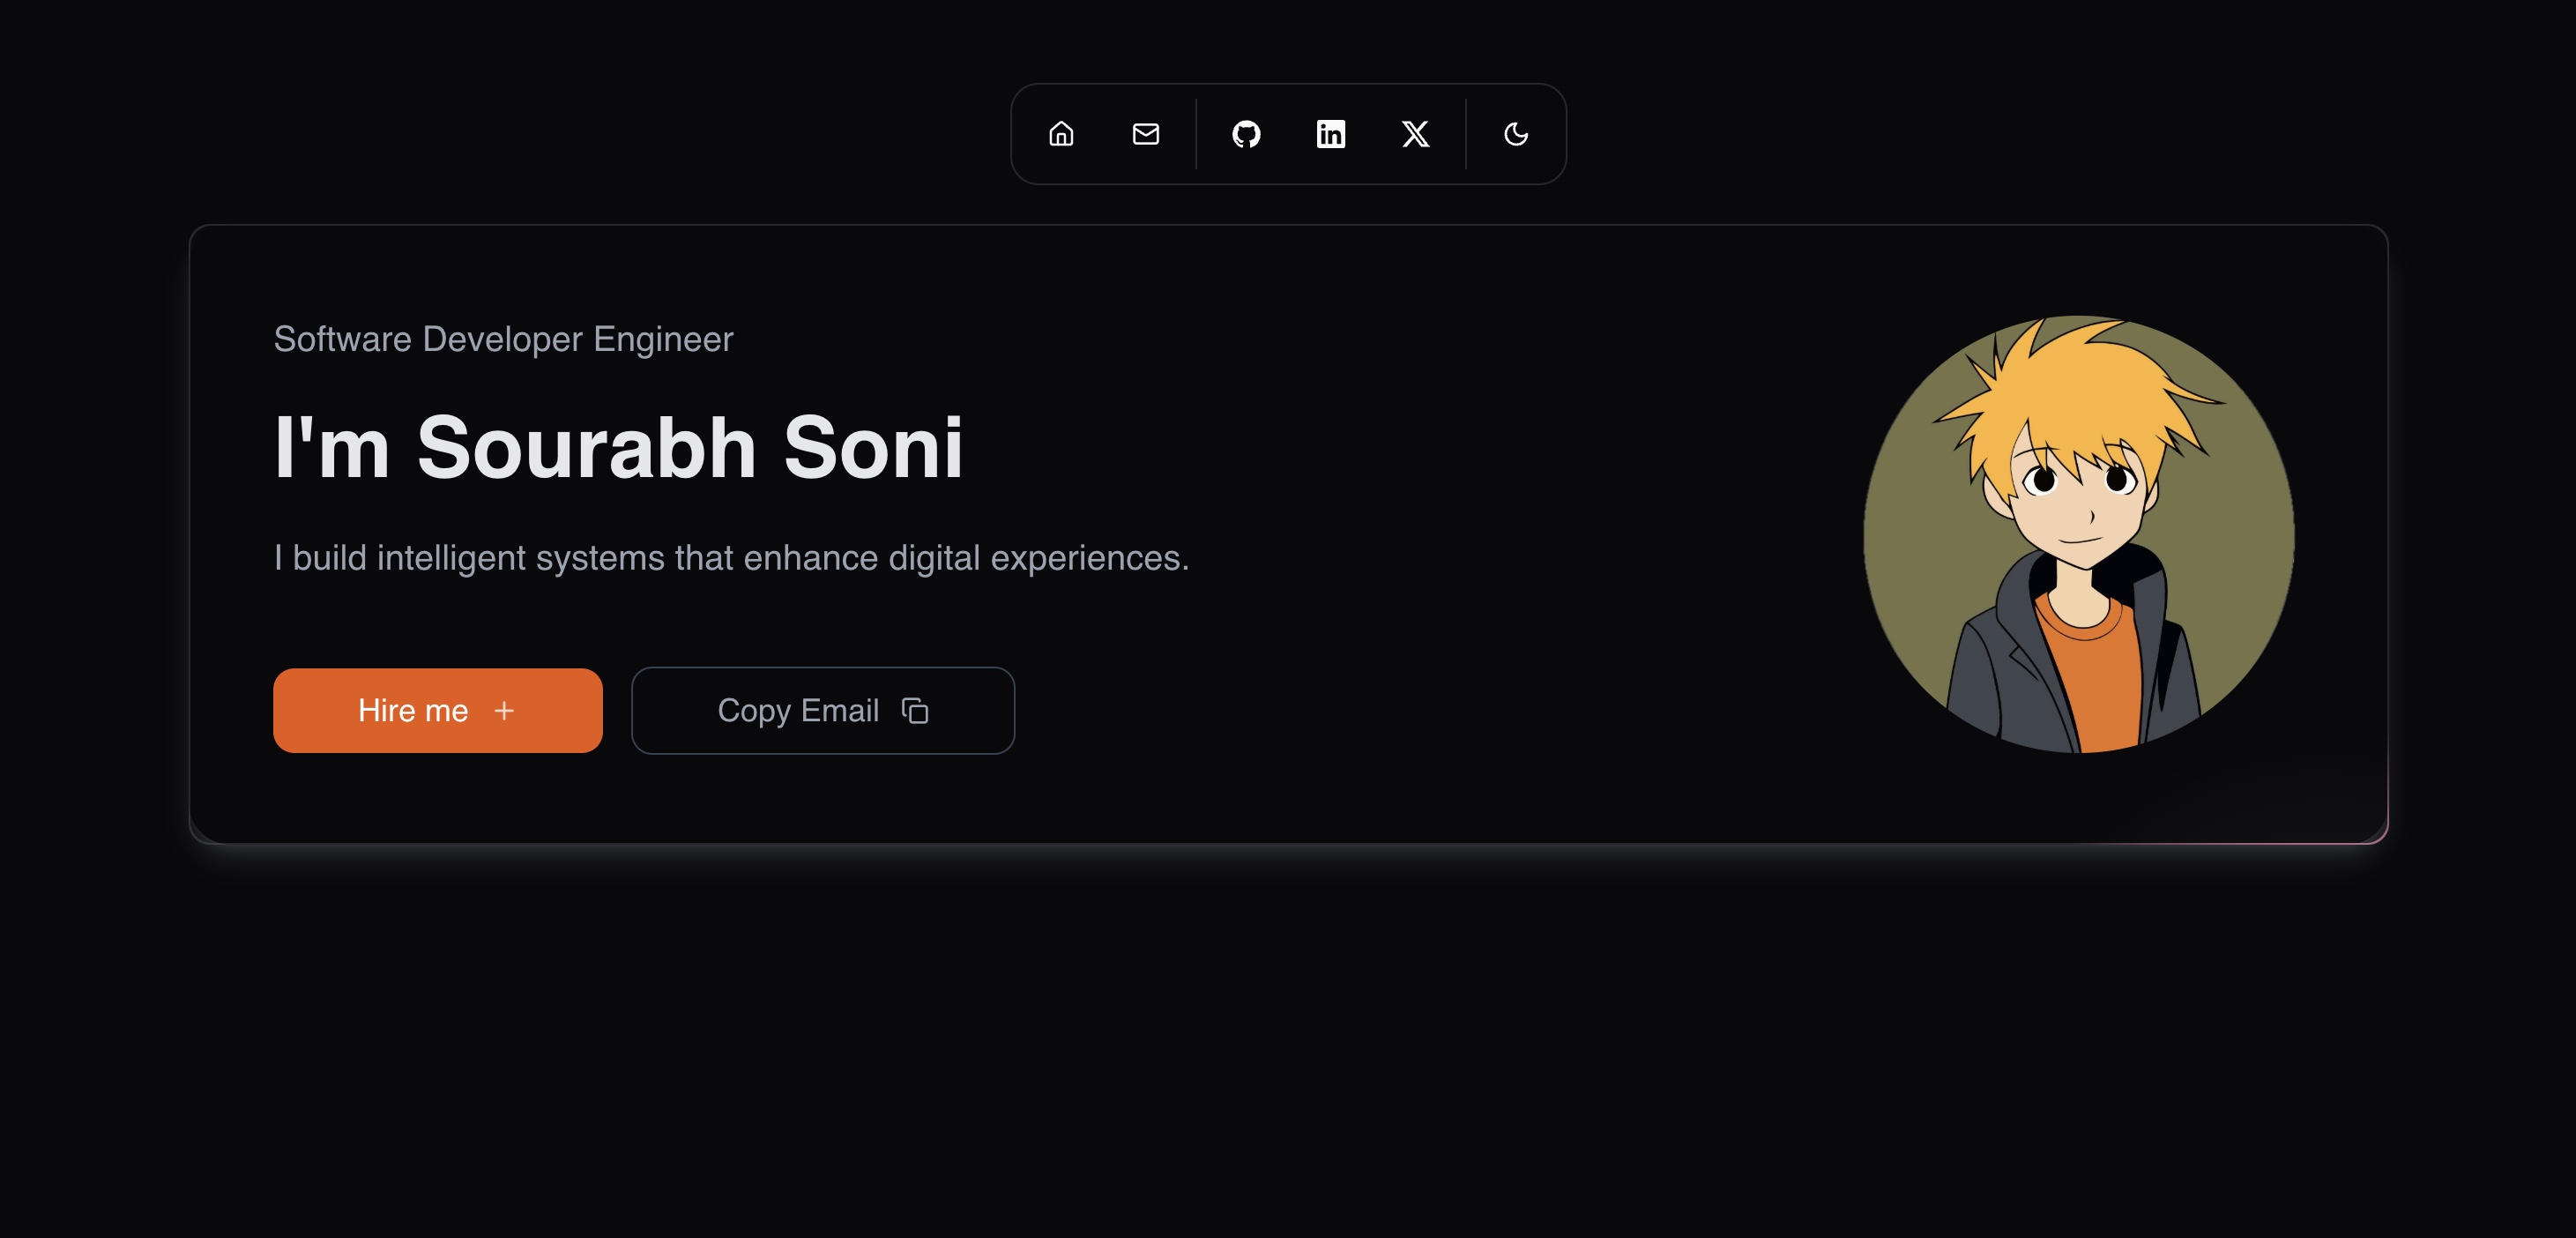 Software Developer Engineer
I'm Sourabh Soni
I build intelligent systems that enhance digital experiences.
Hire me
Copy Email